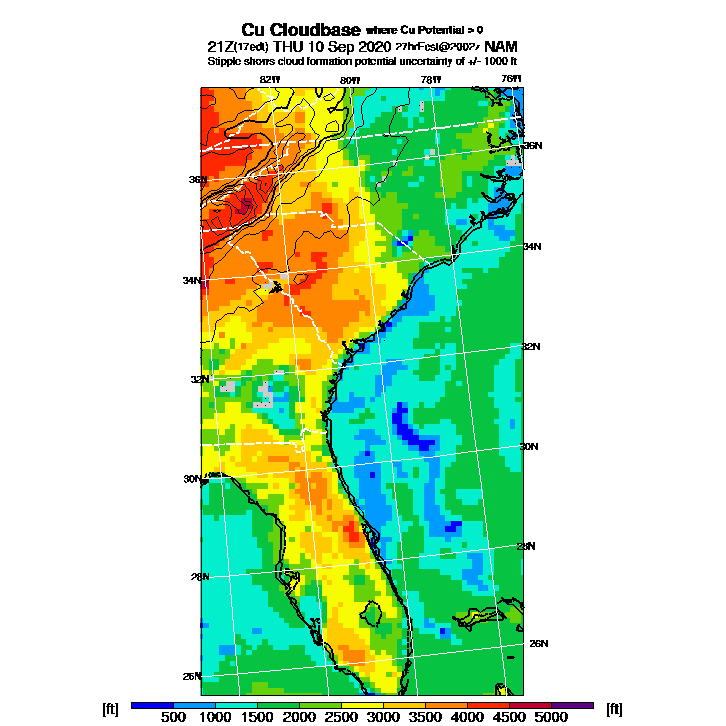 Cu Cloudbase where Cu Potential > 0
21Z(17edt) THU 10 Sep 2020 27hrFcst@2002z NAM
Stipple shows cloud formation potential uncertainty of +/- 1000 ft
82W 80W 78W 76W
36N
36N
34N
34N
32N
32N
30N
30N
28N
28N
26N
26N
[ft] 500 1000 1500 2000 2500 3000 3500 4000 4500 5000 [ft]